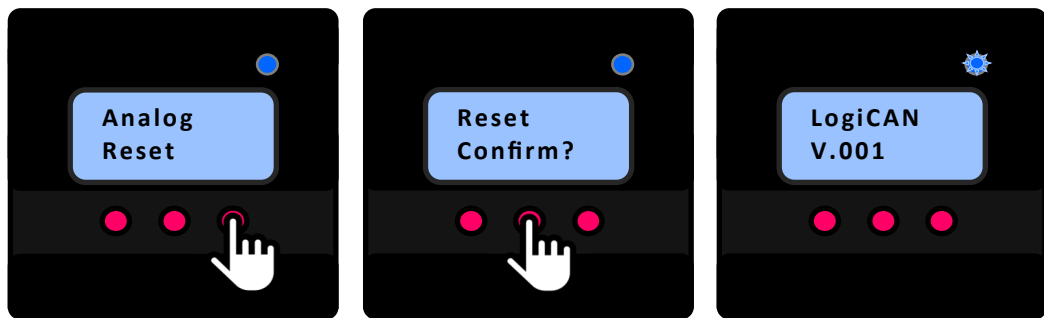 Analog
Reset
Reset
Confirm?
LogiCAN
V.001